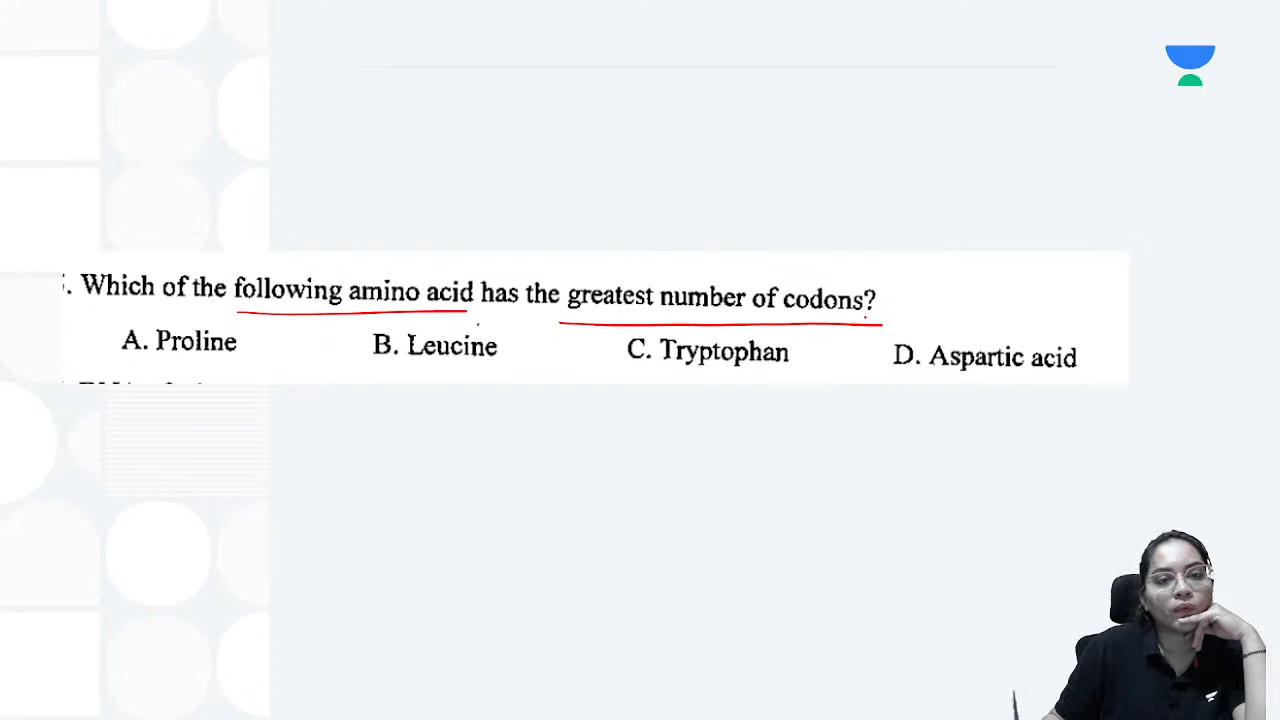 . Which of the following amino acid has the greatest number of codons?
A. Proline B. Leucine C. Tryptophan D. Aspartic acid